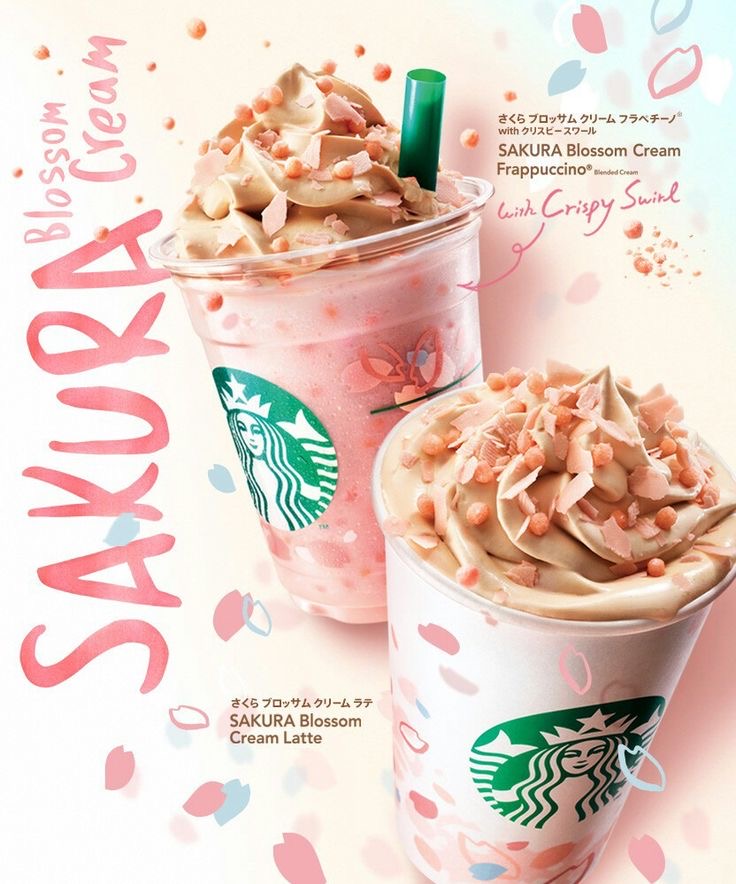 SAKURA
Blossom
Cream
さくら ブロッサム クリーム フラペチーノ®
with クリスピー スワール
SAKURA Blossom Cream
Frappuccino® Blended Cream
with Crispy Swirl
TM
さくら ブロッサム クリーム ラテ
SAKURA Blossom
Cream Latte